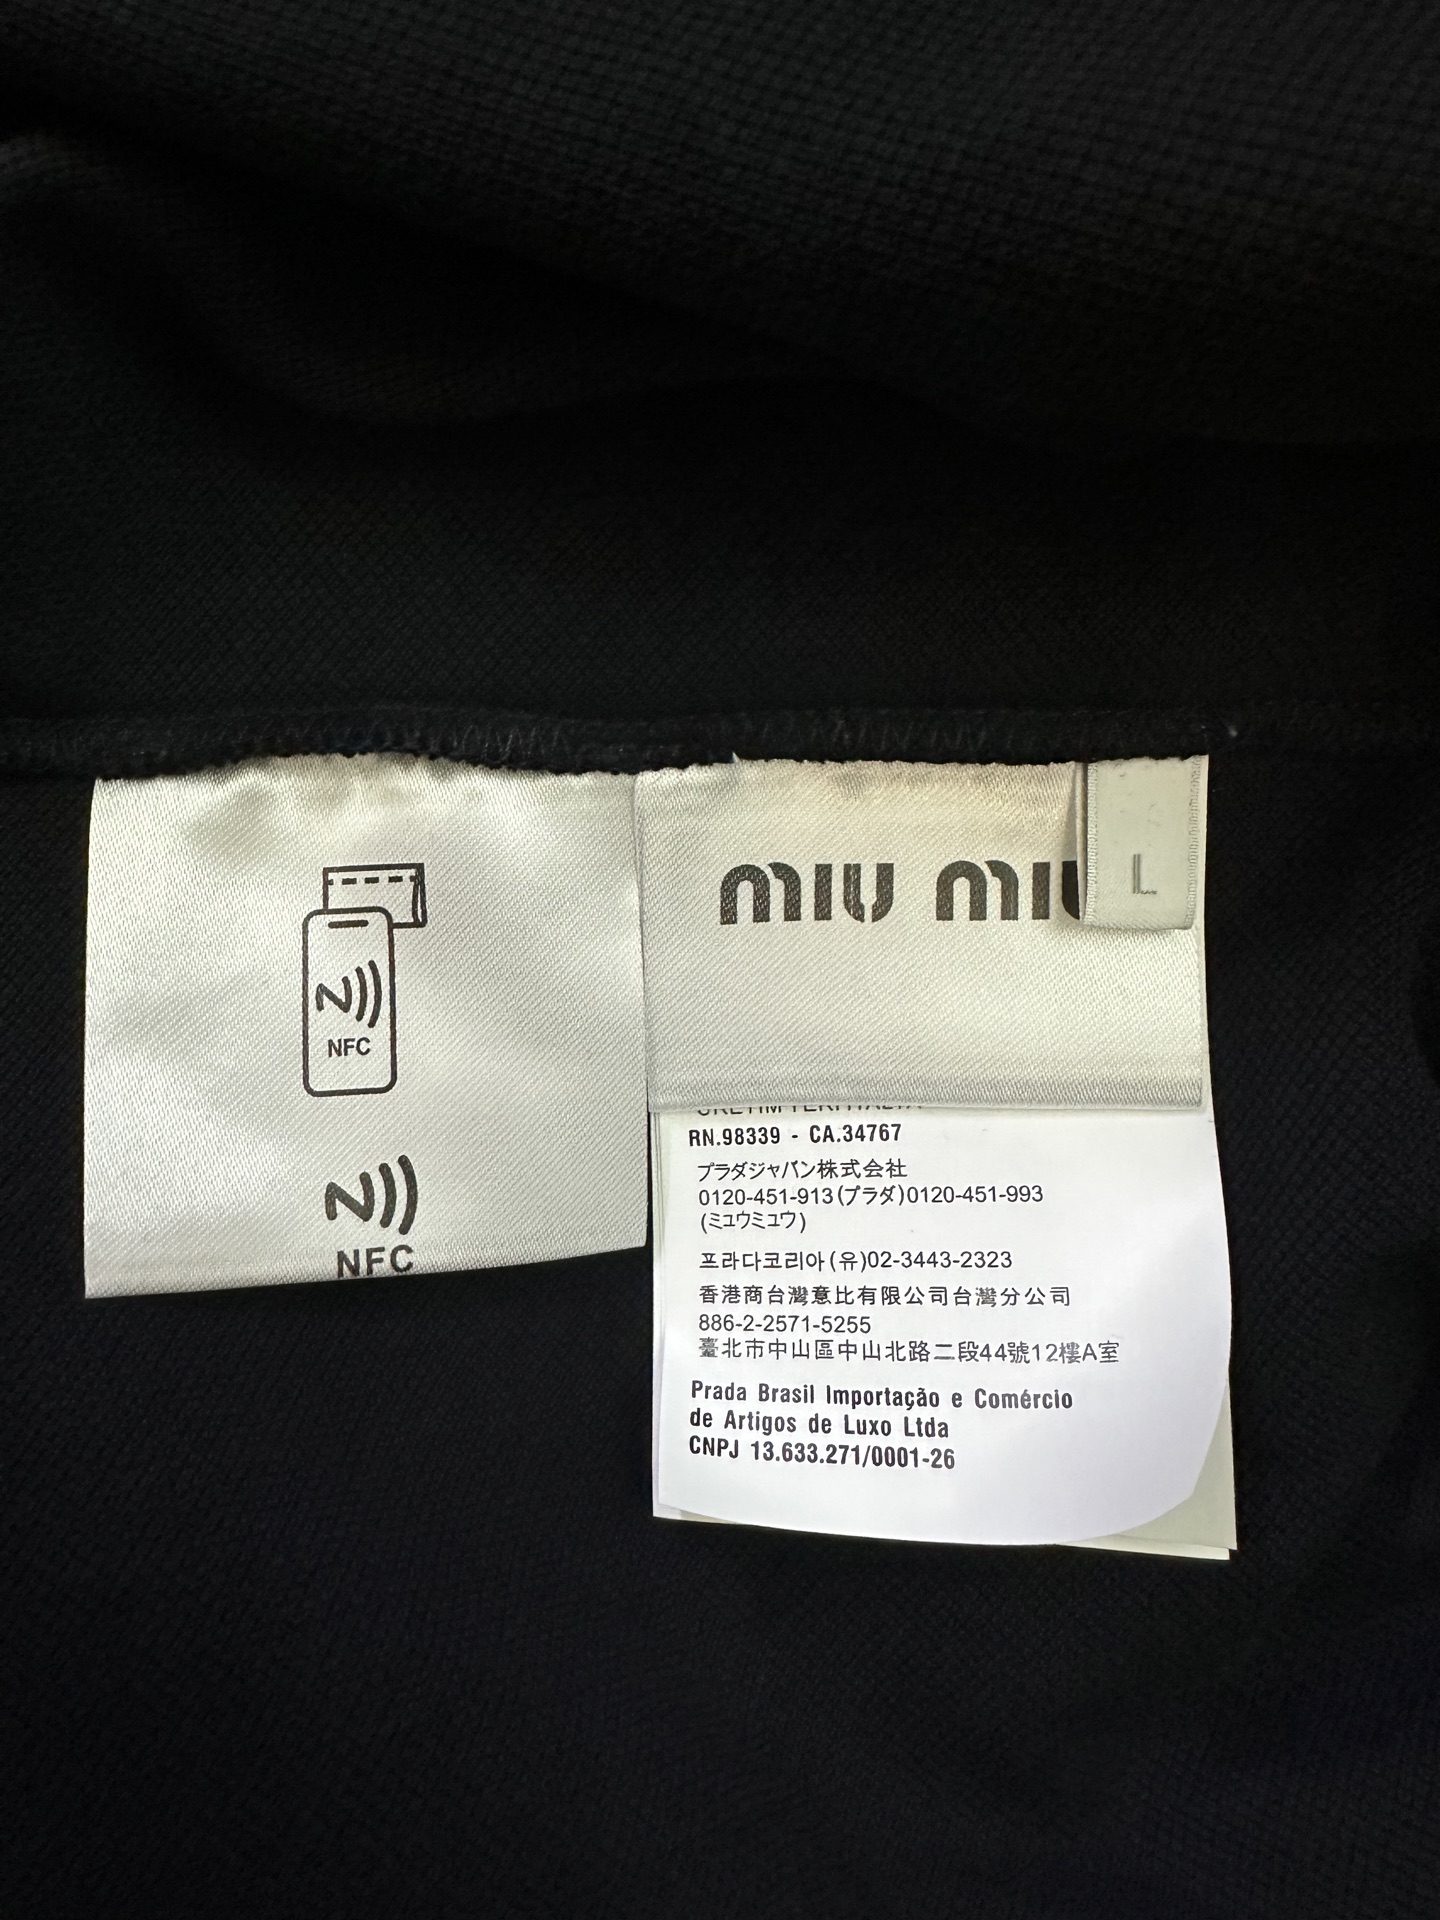 NFC
NFC
MIU MIU
L
RN.98339 - CA.34767
プラダジャパン株式会社
0120-451-913(プラダ)0120-451-993
(ミュウミュウ)
프라다코리아(유)02-3443-2323
香港商台灣意比有限公司台灣分公司
886-2-2571-5255
臺北市中山區中山北路二段44號12樓A室
Prada Brasil Importação e Comércio
de Artigos de Luxo Ltda
CNPJ 13.633.271/0001-26